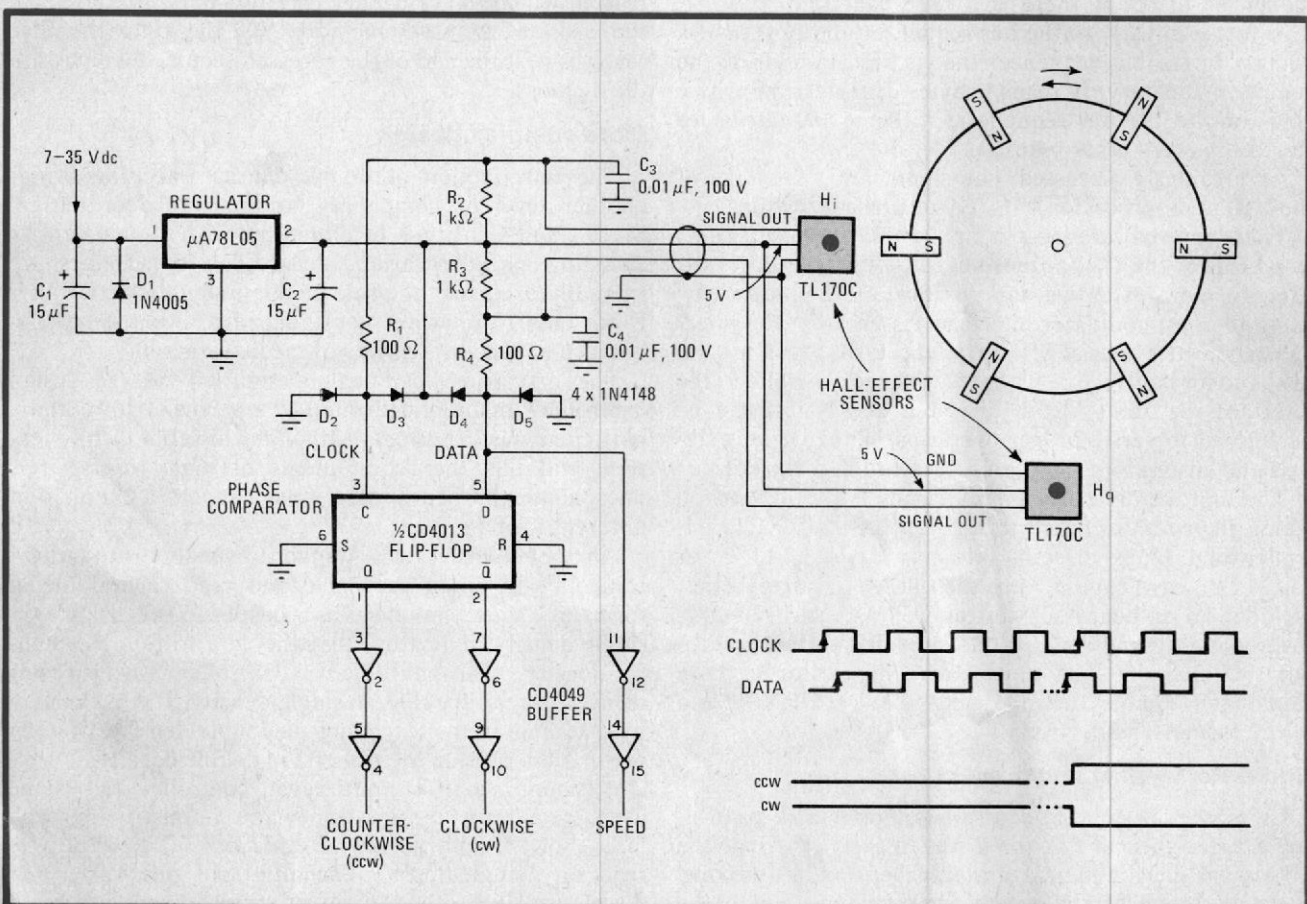 7–35 Vdc
REGULATOR
1
μA78L05
2
3
C1
15 μF
+
D1
1N4005
C2
15 μF
+
R2
1 kΩ
R3
1 kΩ
R1
100 Ω
R4
100 Ω
C3
0.01 μF, 100 V
C4
0.01 μF, 100 V
4 x 1N4148
D2
D3
D4
D5
CLOCK
DATA
PHASE
COMPARATOR
3
5
C
D
½CD4013
FLIP-FLOP
6
S
R
4
Q
Q̅
1
2
3
2
7
6
11
12
CD4049
BUFFER
5
4
9
10
14
15
COUNTER-
CLOCKWISE
(ccw)
CLOCKWISE
(cw)
SPEED
SIGNAL OUT
5 V
Hi
TL170C
HALL-EFFECT
SENSORS
5 V
GND
SIGNAL OUT
Hq
TL170C
S
N
N
S
N S
N S
N
S
S
N
CLOCK
DATA
ccw
cw